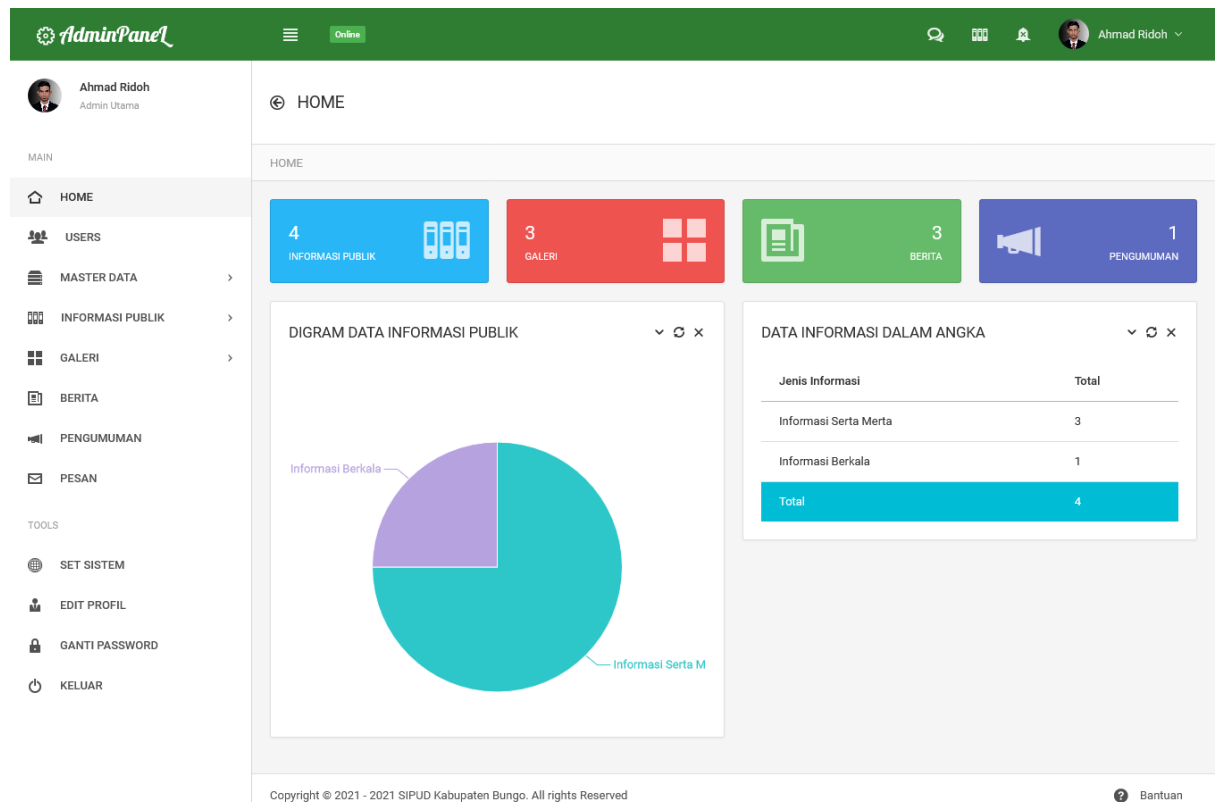 AdminPaneL
Online
Ahmad Ridoh
Ahmad Ridoh
Admin Utama
MAIN
HOME
USERS
MASTER DATA
INFORMASI PUBLIK
GALERI
BERITA
PENGUMUMAN
PESAN
TOOLS
SET SISTEM
EDIT PROFIL
GANTI PASSWORD
KELUAR
HOME
HOME
4
INFORMASI PUBLIK
3
GALERI
3
BERITA
1
PENGUMUMAN
DIGRAM DATA INFORMASI PUBLIK
Informasi Berkala
Informasi Serta M
DATA INFORMASI DALAM ANGKA
Jenis Informasi Total
Informasi Serta Merta 3
Informasi Berkala 1
Total 4
Copyright © 2021 - 2021 SIPUD Kabupaten Bungo. All rights Reserved
Bantuan